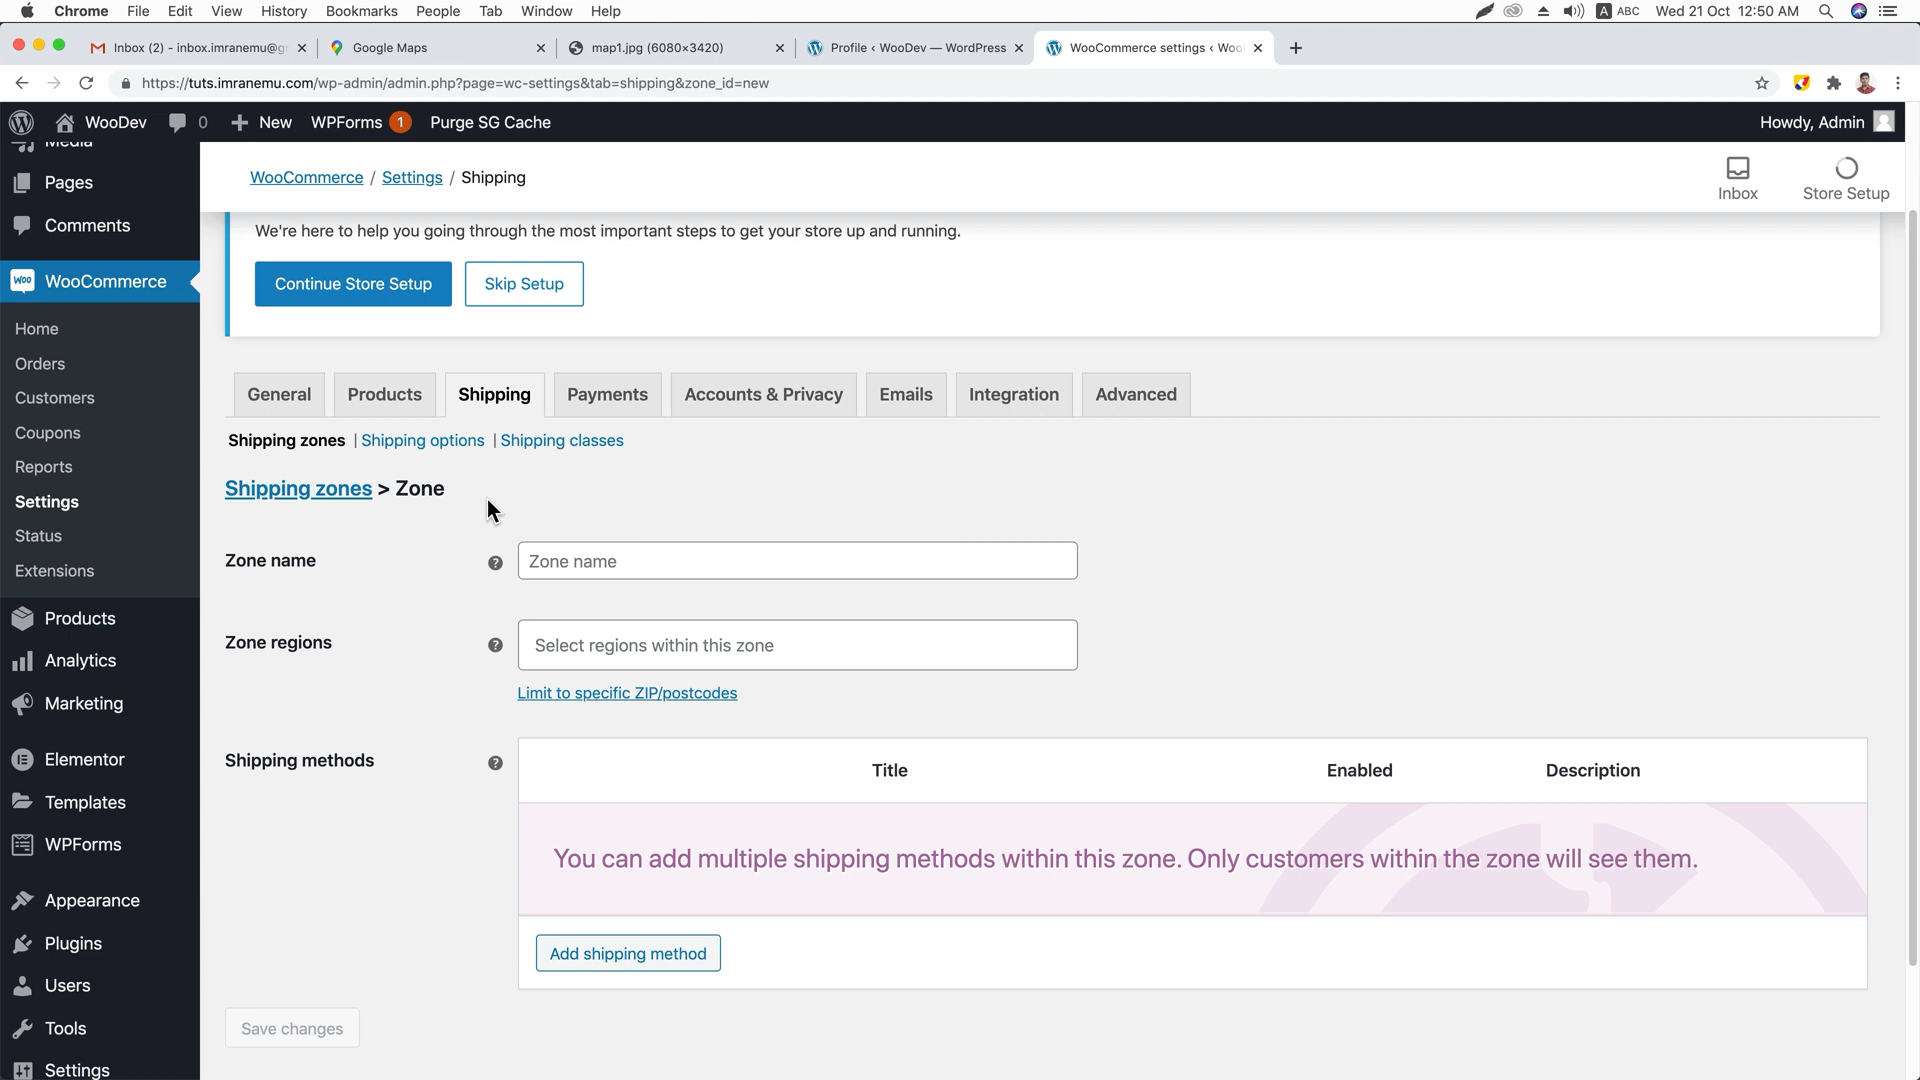 Chrome File Edit View History Bookmarks People Tab Window Help A ABC Wed 21 Oct 12:50 AM
Inbox (2) - inbox.imranemu@g Google Maps map1.jpg (6080×3420) Profile ‹ WooDev — WordPress WooCommerce settings ‹ Woo
https://tuts.imranemu.com/wp-admin/admin.php?page=wc-settings&tab=shipping&zone_id=new
WooDev 0 New WPForms 1 Purge SG Cache Howdy, Admin
Media
Pages
Comments
WooCommerce
Home
Orders
Customers
Coupons
Reports
Settings
Status
Extensions
Products
Analytics
Marketing
Elementor
Templates
WPForms
Appearance
Plugins
Users
Tools
Settings
WooCommerce / Settings / Shipping
Inbox
Store Setup
We're here to help you going through the most important steps to get your store up and running.
Continue Store Setup Skip Setup
General Products Shipping Payments Accounts & Privacy Emails Integration Advanced
Shipping zones | Shipping options | Shipping classes
Shipping zones > Zone
Zone name ? Zone name
Zone regions ? Select regions within this zone
Limit to specific ZIP/postcodes
Shipping methods ? Title Enabled Description
You can add multiple shipping methods within this zone. Only customers within the zone will see them.
Add shipping method
Save changes